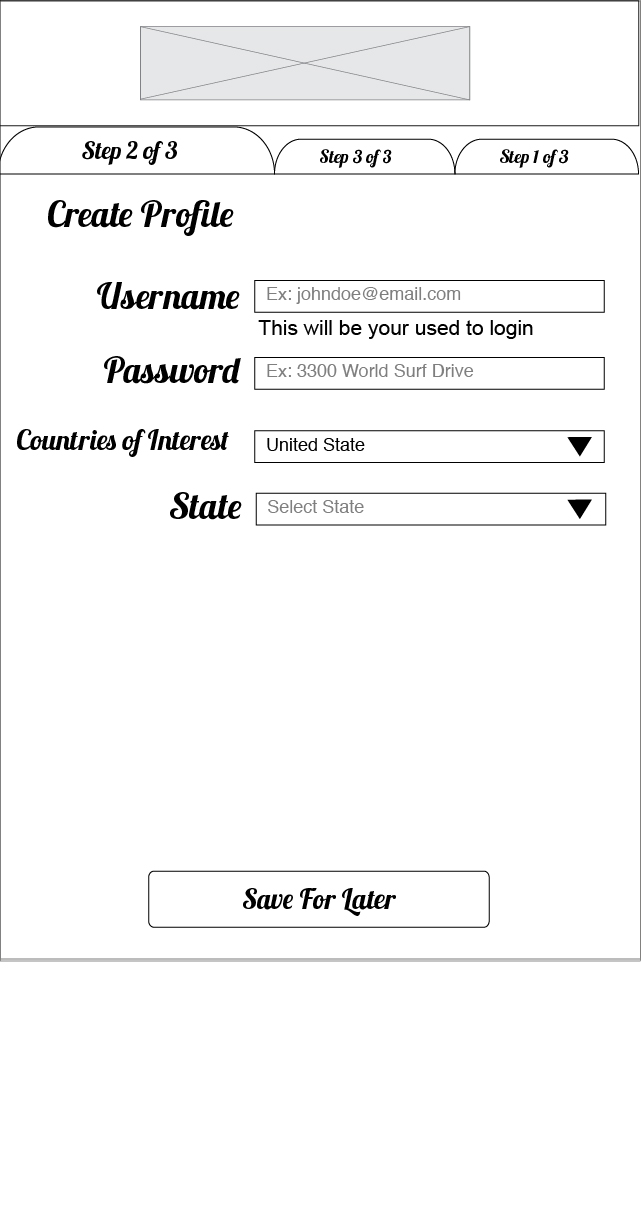 Step 2 of 3
Step 3 of 3
Step 1 of 3
Create Profile
Username
Ex: johndoe@email.com
This will be your used to login
Password
Ex: 3300 World Surf Drive
Countries of Interest
United State
State
Select State
Save For Later